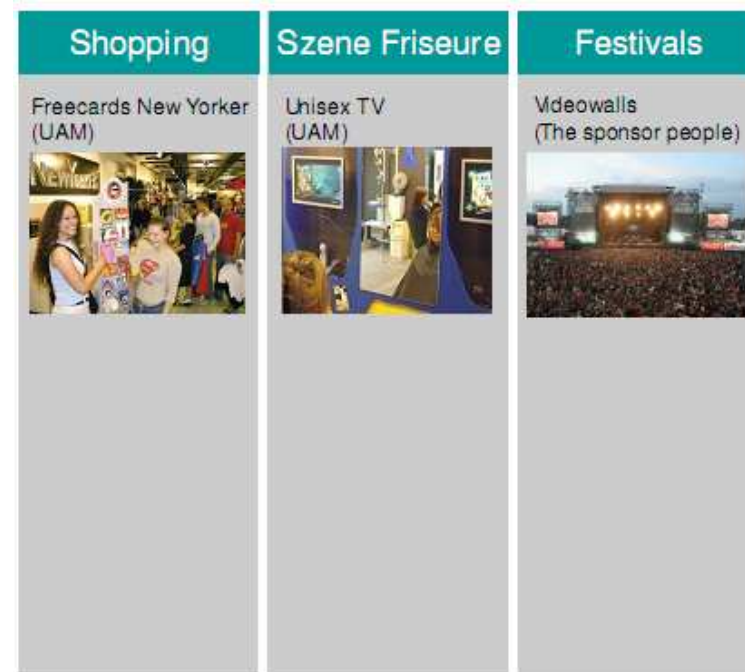 Shopping
Freecards New Yorker
(UAM)
Szene Friseure
Unisex TV
(UAM)
Festivals
Videowalls
(The sponsor people)